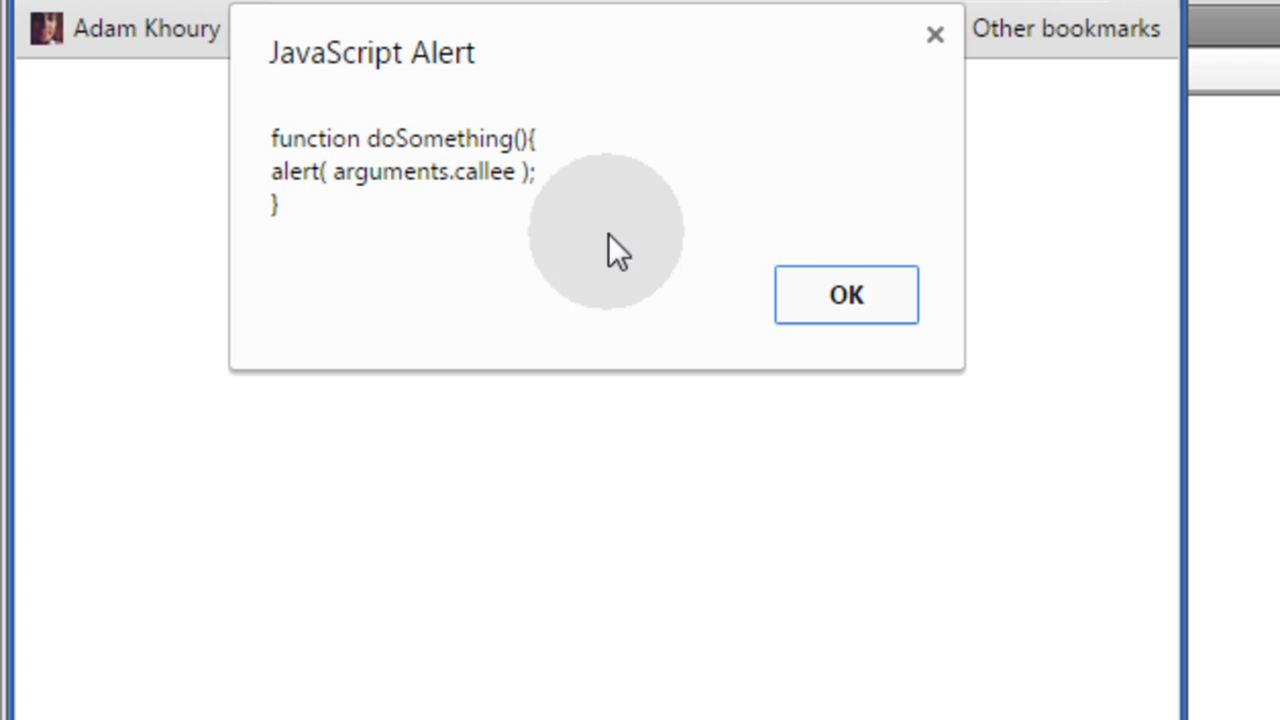 Adam Khoury
Other bookmarks
JavaScript Alert
function doSomething(){
alert( arguments.callee );
}
OK